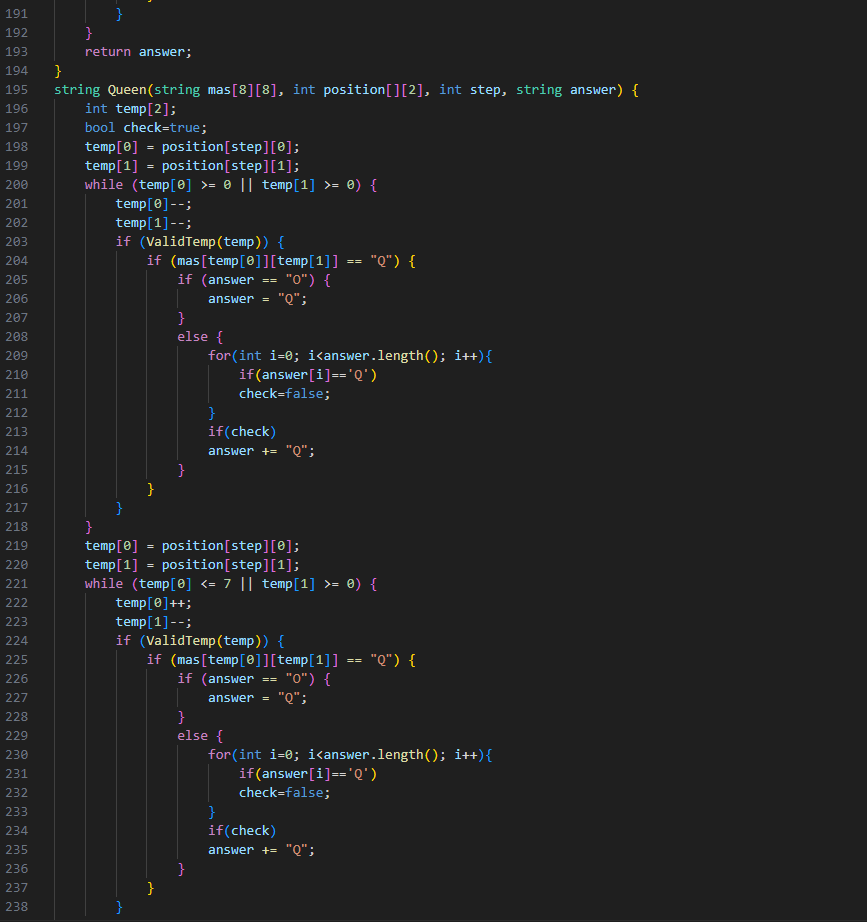 191            }
192        }
193        return answer;
194    }
195    string Queen(string mas[8][8], int position[][2], int step, string answer) {
196        int temp[2];
197        bool check=true;
198        temp[0] = position[step][0];
199        temp[1] = position[step][1];
200        while (temp[0] >= 0 || temp[1] >= 0) {
201            temp[0]--;
202            temp[1]--;
203            if (ValidTemp(temp)) {
204                if (mas[temp[0]][temp[1]] == "Q") {
205                    if (answer == "O") {
206                        answer = "Q";
207                    }
208                    else {
209                        for(int i=0; i<answer.length(); i++){
210                            if(answer[i]=='Q')
211                            check=false;
212                        }
213                        if(check)
214                        answer += "Q";
215                    }
216                }
217            }
218        }
219        temp[0] = position[step][0];
220        temp[1] = position[step][1];
221        while (temp[0] <= 7 || temp[1] >= 0) {
222            temp[0]++;
223            temp[1]--;
224            if (ValidTemp(temp)) {
225                if (mas[temp[0]][temp[1]] == "Q") {
226                    if (answer == "O") {
227                        answer = "Q";
228                    }
229                    else {
230                        for(int i=0; i<answer.length(); i++){
231                            if(answer[i]=='Q')
232                            check=false;
233                        }
234                        if(check)
235                        answer += "Q";
236                    }
237                }
238            }